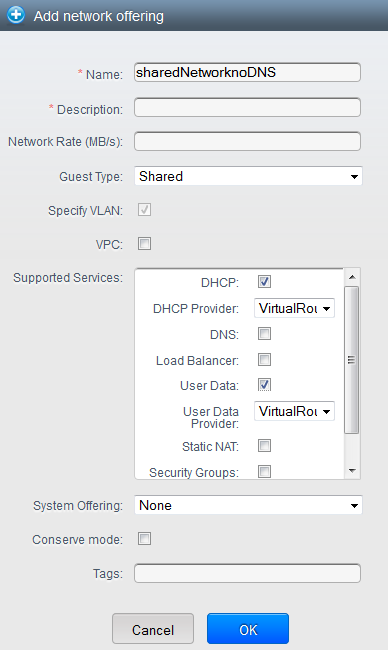 Add network offering
* Name: sharedNetworknoDNS
* Description:
Network Rate (MB/s):
Guest Type: Shared
Specify VLAN:
VPC:
Supported Services:
DHCP:
DHCP Provider: VirtualRou
DNS:
Load Balancer:
User Data:
User Data
Provider: VirtualRou
Static NAT:
Security Groups:
System Offering: None
Conserve mode:
Tags:
Cancel OK